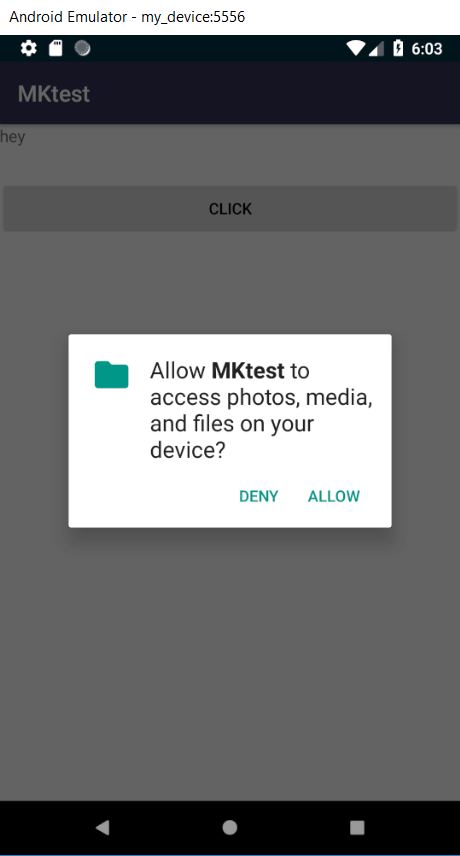 Android Emulator - my_device:5556
6:03
MKtest
hey
CLICK
Allow MKtest to
access photos, media,
and files on your
device?
DENY ALLOW